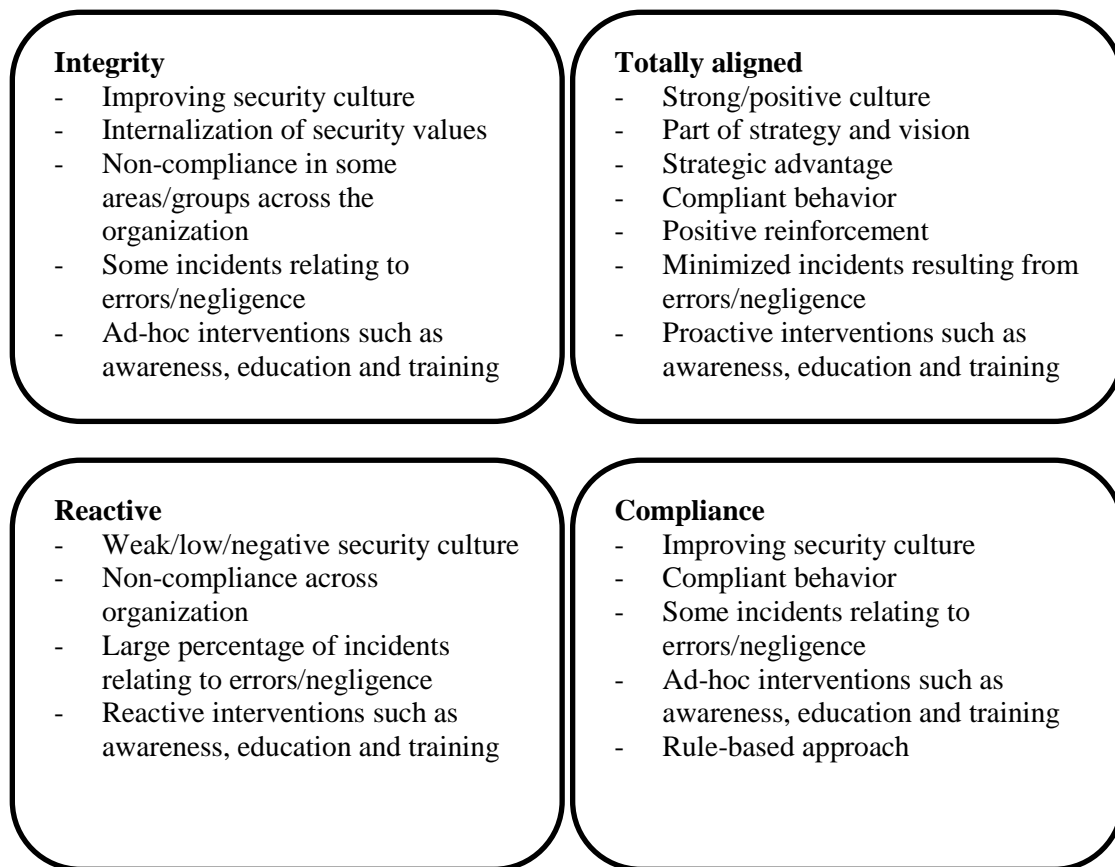 Integrity
- Improving security culture
- Internalization of security values
- Non-compliance in some
areas/groups across the
organization
- Some incidents relating to
errors/negligence
- Ad-hoc interventions such as
awareness, education and training
Totally aligned
- Strong/positive culture
- Part of strategy and vision
- Strategic advantage
- Compliant behavior
- Positive reinforcement
- Minimized incidents resulting from
errors/negligence
- Proactive interventions such as
awareness, education and training
Reactive
- Weak/low/negative security culture
- Non-compliance across
organization
- Large percentage of incidents
relating to errors/negligence
- Reactive interventions such as
awareness, education and training
Compliance
- Improving security culture
- Compliant behavior
- Some incidents relating to
errors/negligence
- Ad-hoc interventions such as
awareness, education and training
- Rule-based approach